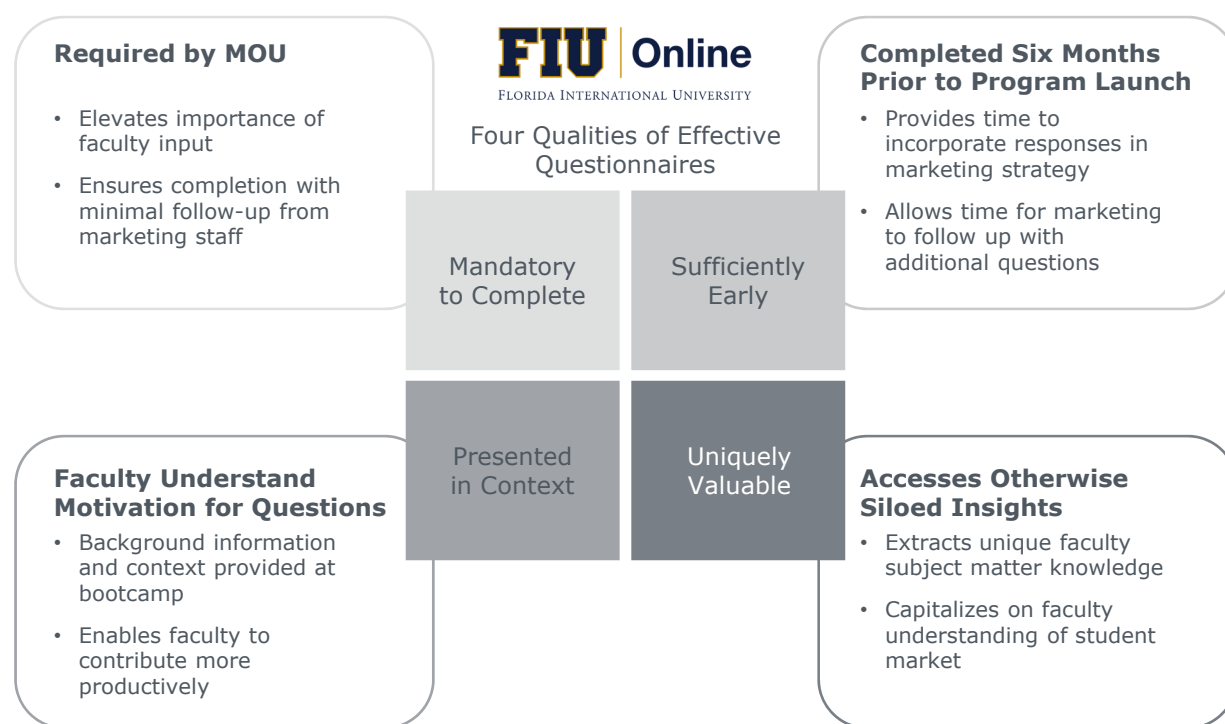 FIU Online
FLORIDA INTERNATIONAL UNIVERSITY
Four Qualities of Effective
Questionnaires
Required by MOU
• Elevates importance of
faculty input
• Ensures completion with
minimal follow-up from
marketing staff
Completed Six Months
Prior to Program Launch
• Provides time to
incorporate responses in
marketing strategy
• Allows time for marketing
to follow up with
additional questions
Mandatory
to Complete
Sufficiently
Early
Presented
in Context
Uniquely
Valuable
Faculty Understand
Motivation for Questions
• Background information
and context provided at
bootcamp
• Enables faculty to
contribute more
productively
Accesses Otherwise
Siloed Insights
• Extracts unique faculty
subject matter knowledge
• Capitalizes on faculty
understanding of student
market